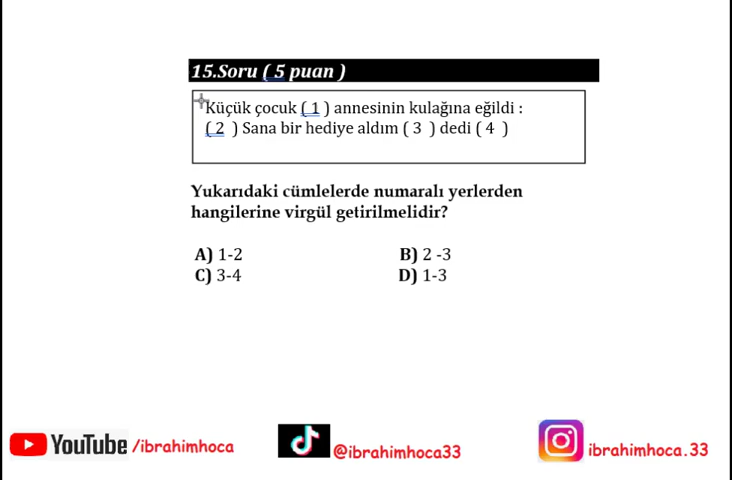 15.Soru ( 5 puan )
Küçük çocuk ( 1 ) annesinin kulağına eğildi :
( 2 ) Sana bir hediye aldım ( 3 ) dedi ( 4 )
Yukarıdaki cümlelerde numaralı yerlerden
hangilerine virgül getirilmelidir?
A) 1-2
B) 2 -3
C) 3-4
D) 1-3
YouTube /ibrahimhoca
@ibrahimhoca33
ibrahimhoca.33